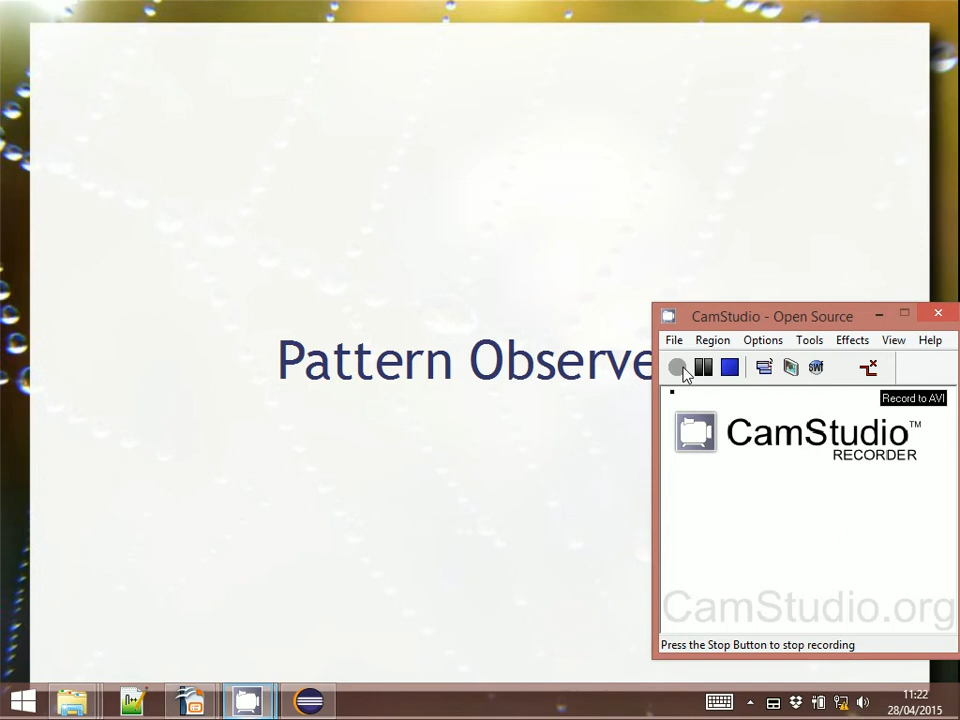 Pattern Observe
CamStudio - Open Source
File Region Options Tools Effects View Help
Record to AVI
CamStudio™
RECORDER
CamStudio.org
Press the Stop Button to stop recording
11:22
28/04/2015